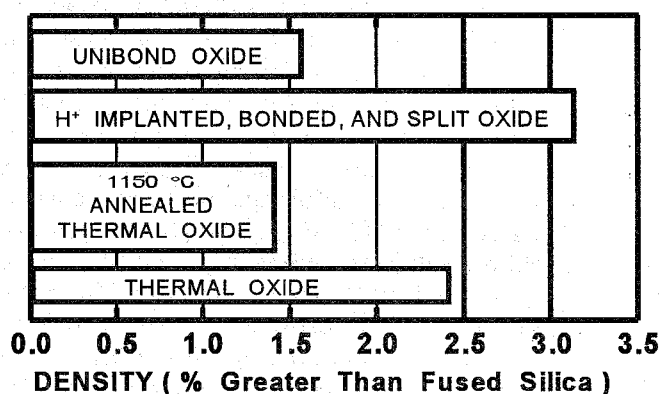 UNIBOND OXIDE
H⁺ IMPLANTED, BONDED, AND SPLIT OXIDE
1150 ºC
ANNEALED
THERMAL OXIDE
THERMAL OXIDE
0.0 0.5 1.0 1.5 2.0 2.5 3.0 3.5
DENSITY ( % Greater Than Fused Silica )